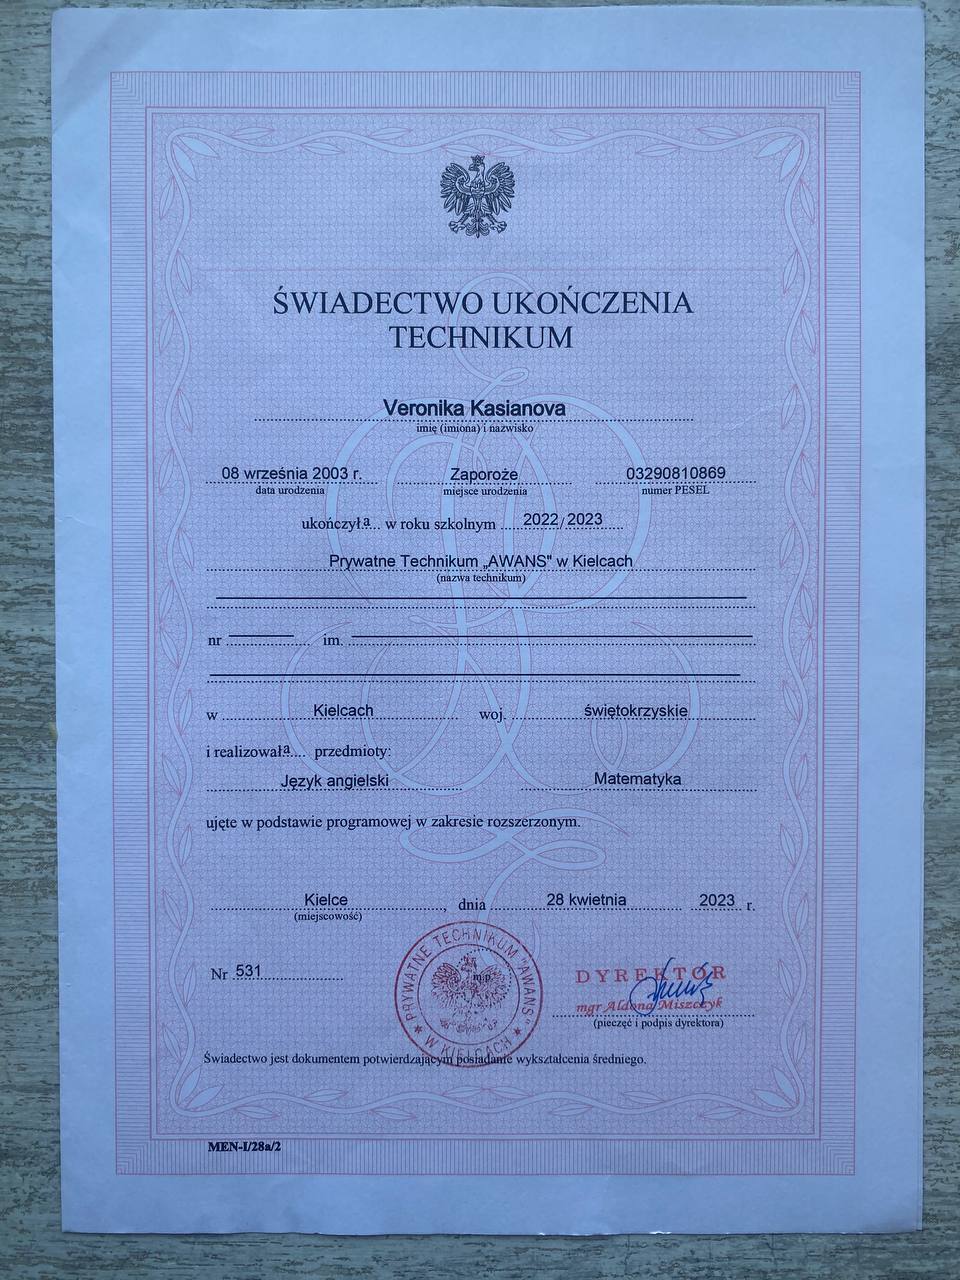 ŚWIADECTWO UKOŃCZENIA
TECHNIKUM
Veronika Kasianova
imię (imiona) i nazwisko
08 września 2003 r. Zaporoże 03290810869
data urodzenia miejsce urodzenia numer PESEL
ukończył a w roku szkolnym 2022/2023
Prywatne Technikum „AWANS" w Kielcach
(nazwa technikum)
nr im.
w Kielcach woj. świętokrzyskie
i realizował a przedmioty:
Język angielski Matematyka
ujęte w podstawie programowej w zakresie rozszerzonym.
Kielce, dnia 28 kwietnia 2023 r.
(miejscowość)
Nr 531
PRYWATNE TECHNIKUM "AWANS" W KIELCACH
m.p.
DYREKTOR
mgr Aldona Miszczyk
(pieczęć i podpis dyrektora)
Świadectwo jest dokumentem potwierdzającym posiadanie wykształcenia średniego.
MEN-I/28a/2